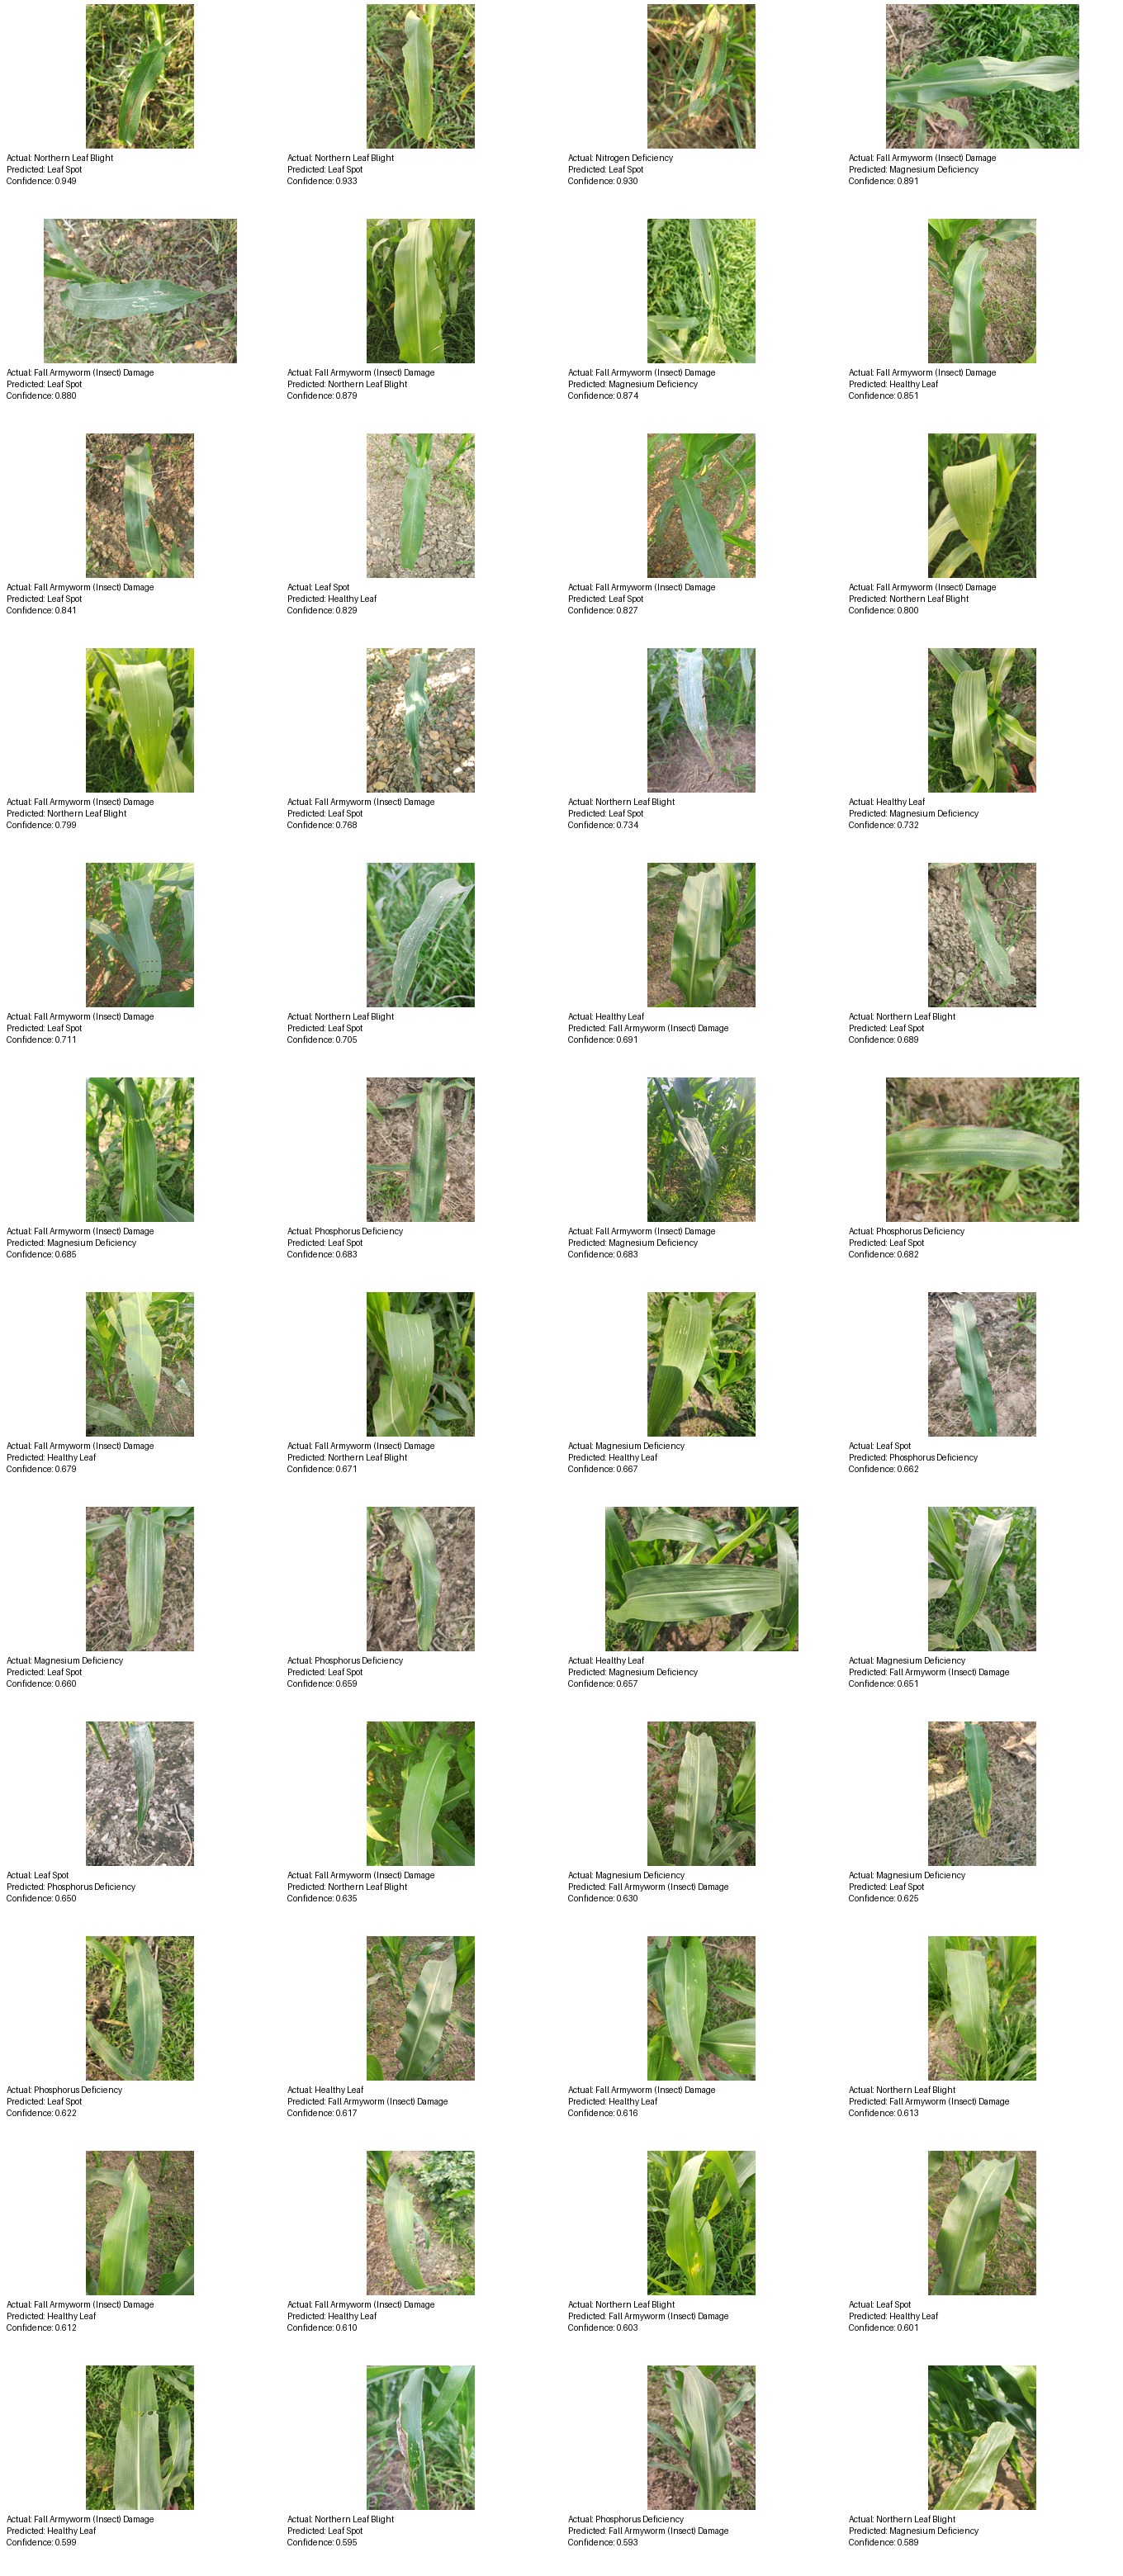 Actual: Northern Leaf Blight
Predicted: Leaf Spot
Confidence: 0.949
Actual: Northern Leaf Blight
Predicted: Leaf Spot
Confidence: 0.933
Actual: Nitrogen Deficiency
Predicted: Leaf Spot
Confidence: 0.930
Actual: Fall Armyworm (Insect) Damage
Predicted: Magnesium Deficiency
Confidence: 0.891
Actual: Fall Armyworm (Insect) Damage
Predicted: Leaf Spot
Confidence: 0.880
Actual: Fall Armyworm (Insect) Damage
Predicted: Northern Leaf Blight
Confidence: 0.879
Actual: Fall Armyworm (Insect) Damage
Predicted: Magnesium Deficiency
Confidence: 0.874
Actual: Fall Armyworm (Insect) Damage
Predicted: Healthy Leaf
Confidence: 0.851
Actual: Fall Armyworm (Insect) Damage
Predicted: Leaf Spot
Confidence: 0.841
Actual: Leaf Spot
Predicted: Healthy Leaf
Confidence: 0.829
Actual: Fall Armyworm (Insect) Damage
Predicted: Leaf Spot
Confidence: 0.827
Actual: Fall Armyworm (Insect) Damage
Predicted: Northern Leaf Blight
Confidence: 0.800
Actual: Fall Armyworm (Insect) Damage
Predicted: Northern Leaf Blight
Confidence: 0.799
Actual: Fall Armyworm (Insect) Damage
Predicted: Leaf Spot
Confidence: 0.768
Actual: Northern Leaf Blight
Predicted: Leaf Spot
Confidence: 0.734
Actual: Healthy Leaf
Predicted: Magnesium Deficiency
Confidence: 0.732
Actual: Fall Armyworm (Insect) Damage
Predicted: Leaf Spot
Confidence: 0.711
Actual: Northern Leaf Blight
Predicted: Leaf Spot
Confidence: 0.705
Actual: Healthy Leaf
Predicted: Fall Armyworm (Insect) Damage
Confidence: 0.691
Actual: Northern Leaf Blight
Predicted: Leaf Spot
Confidence: 0.689
Actual: Fall Armyworm (Insect) Damage
Predicted: Magnesium Deficiency
Confidence: 0.685
Actual: Phosphorus Deficiency
Predicted: Leaf Spot
Confidence: 0.683
Actual: Fall Armyworm (Insect) Damage
Predicted: Magnesium Deficiency
Confidence: 0.683
Actual: Phosphorus Deficiency
Predicted: Leaf Spot
Confidence: 0.682
Actual: Fall Armyworm (Insect) Damage
Predicted: Healthy Leaf
Confidence: 0.679
Actual: Fall Armyworm (Insect) Damage
Predicted: Northern Leaf Blight
Confidence: 0.671
Actual: Magnesium Deficiency
Predicted: Healthy Leaf
Confidence: 0.667
Actual: Leaf Spot
Predicted: Phosphorus Deficiency
Confidence: 0.662
Actual: Magnesium Deficiency
Predicted: Leaf Spot
Confidence: 0.660
Actual: Phosphorus Deficiency
Predicted: Leaf Spot
Confidence: 0.659
Actual: Healthy Leaf
Predicted: Magnesium Deficiency
Confidence: 0.657
Actual: Magnesium Deficiency
Predicted: Fall Armyworm (Insect) Damage
Confidence: 0.651
Actual: Leaf Spot
Predicted: Phosphorus Deficiency
Confidence: 0.650
Actual: Fall Armyworm (Insect) Damage
Predicted: Northern Leaf Blight
Confidence: 0.635
Actual: Magnesium Deficiency
Predicted: Fall Armyworm (Insect) Damage
Confidence: 0.630
Actual: Magnesium Deficiency
Predicted: Leaf Spot
Confidence: 0.625
Actual: Phosphorus Deficiency
Predicted: Leaf Spot
Confidence: 0.622
Actual: Healthy Leaf
Predicted: Fall Armyworm (Insect) Damage
Confidence: 0.617
Actual: Fall Armyworm (Insect) Damage
Predicted: Healthy Leaf
Confidence: 0.616
Actual: Northern Leaf Blight
Predicted: Fall Armyworm (Insect) Damage
Confidence: 0.613
Actual: Fall Armyworm (Insect) Damage
Predicted: Healthy Leaf
Confidence: 0.612
Actual: Fall Armyworm (Insect) Damage
Predicted: Healthy Leaf
Confidence: 0.610
Actual: Northern Leaf Blight
Predicted: Fall Armyworm (Insect) Damage
Confidence: 0.603
Actual: Leaf Spot
Predicted: Healthy Leaf
Confidence: 0.601
Actual: Fall Armyworm (Insect) Damage
Predicted: Healthy Leaf
Confidence: 0.599
Actual: Northern Leaf Blight
Predicted: Leaf Spot
Confidence: 0.595
Actual: Phosphorus Deficiency
Predicted: Fall Armyworm (Insect) Damage
Confidence: 0.593
Actual: Northern Leaf Blight
Predicted: Magnesium Deficiency
Confidence: 0.589